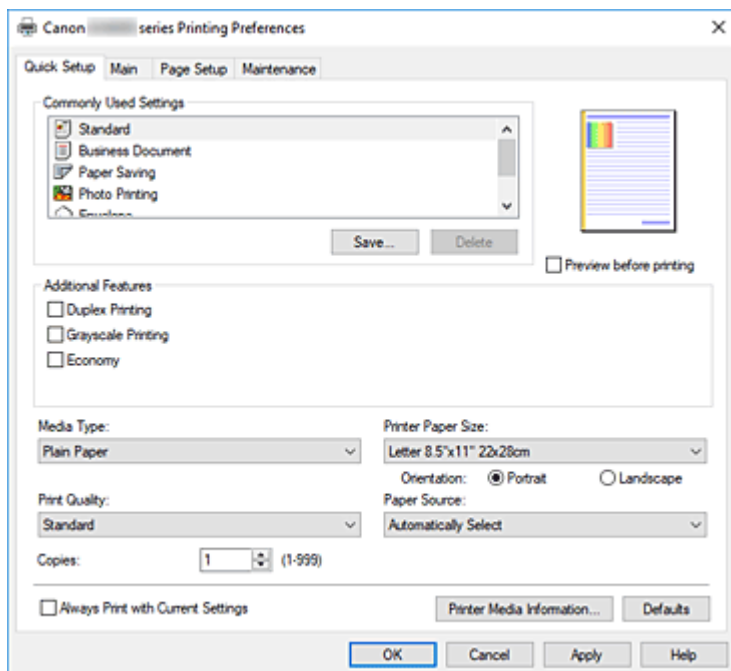 Canon series Printing Preferences
Quick Setup Main Page Setup Maintenance
Commonly Used Settings
Standard
Business Document
Paper Saving
Photo Printing
Envelope
Save... Delete
Preview before printing
Additional Features
Duplex Printing
Grayscale Printing
Economy
Media Type: Printer Paper Size:
Plain Paper Letter 8.5"x11" 22x28cm
Orientation: Portrait Landscape
Print Quality: Paper Source:
Standard Automatically Select
Copies: 1 (1-999)
Always Print with Current Settings Printer Media Information... Defaults
OK Cancel Apply Help